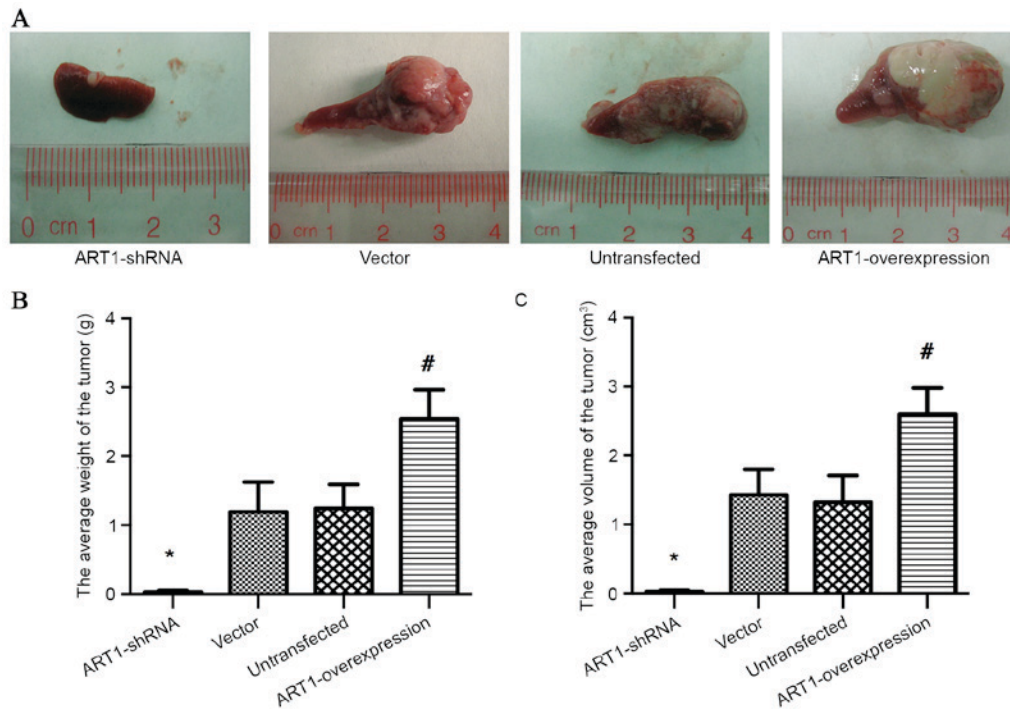 A
0 cm 1 2 3
0 cm 1 2 3 4
0 cm 1 2 3 4
0 cm 1 2 3 4
ART1-shRNA
Vector
Untransfected
ART1-overexpression
B
The average weight of the tumor (g)
4
3
2
1
0
*
#
ART1-shRNA
Vector
Untransfected
ART1-overexpression
C
The average volume of the tumor (cm³)
4
3
2
1
0
*
#
ART1-shRNA
Vector
Untransfected
ART1-overexpression